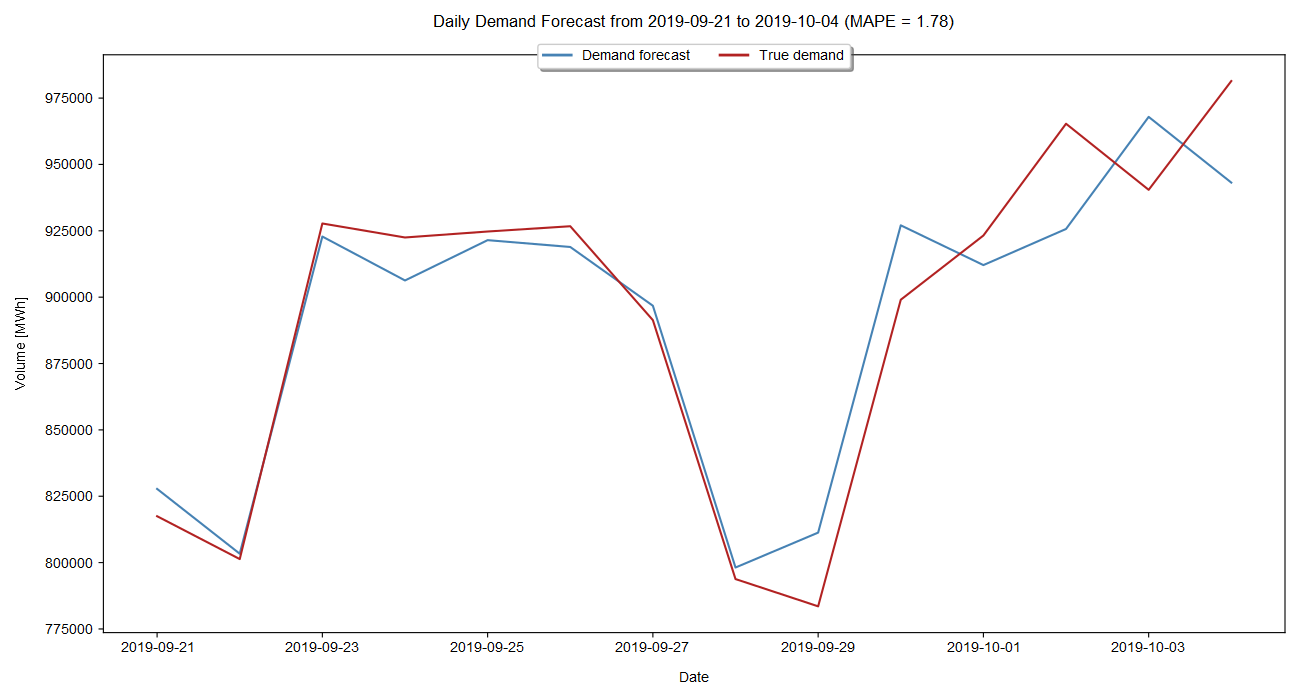 Daily Demand Forecast from 2019-09-21 to 2019-10-04 (MAPE = 1.78)
Demand forecast True demand
975000
950000
925000
900000
875000
850000
825000
800000
775000
Volume [MWh]
2019-09-21 2019-09-23 2019-09-25 2019-09-27 2019-09-29 2019-10-01 2019-10-03
Date